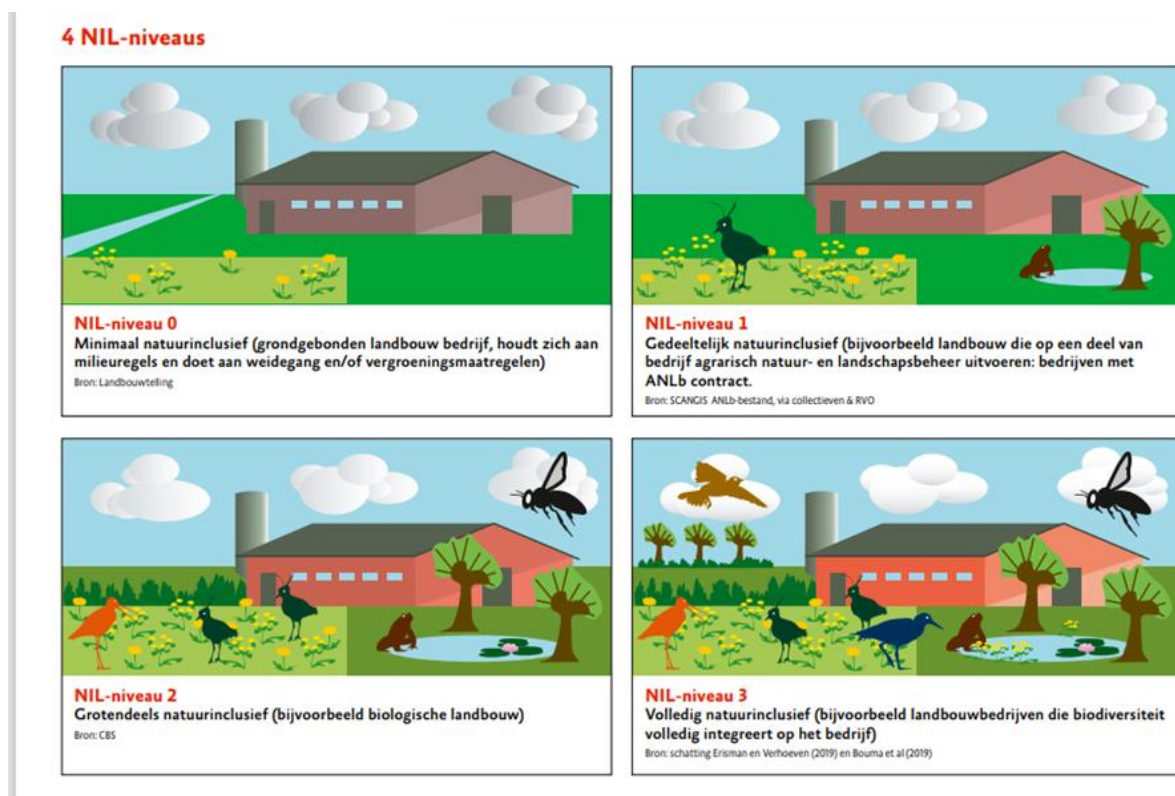 4 NIL-niveaus
NIL-niveau 0
Minimaal natuurinclusief (grondgebonden landbouw bedrijf, houdt zich aan
milieuregels en doet aan weidegang en/of vergroeningsmaatregelen)
Bron: Landbouwtelling
NIL-niveau 1
Gedeeltelijk natuurinclusief (bijvoorbeeld landbouw die op een deel van
bedrijf agrarisch natuur- en landschapsbeheer uitvoeren: bedrijven met
ANLb contract.
Bron: SCANGIS ANLb-bestand, via collectieven & RVO
NIL-niveau 2
Grotendeels natuurinclusief (bijvoorbeeld biologische landbouw)
Bron: CBS
NIL-niveau 3
Volledig natuurinclusief (bijvoorbeeld landbouwbedrijven die biodiversiteit
volledig integreert op het bedrijf)
Bron: schatting Erisman en Verhoeven (2019) en Bouma et al (2019)